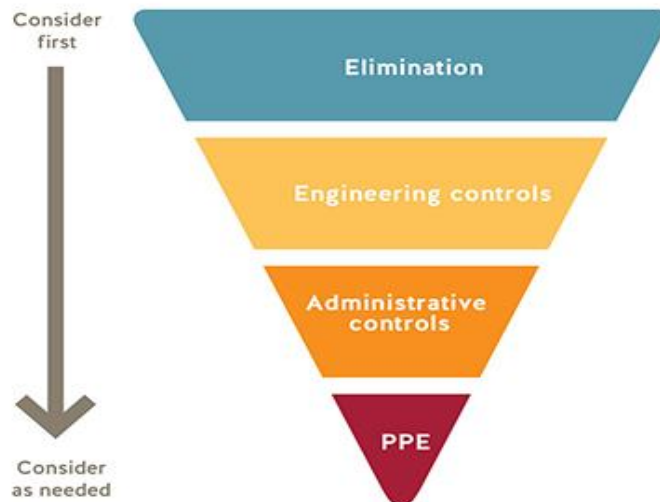 Consider
first
Elimination
Engineering controls
Administrative
controls
PPE
Consider
as needed